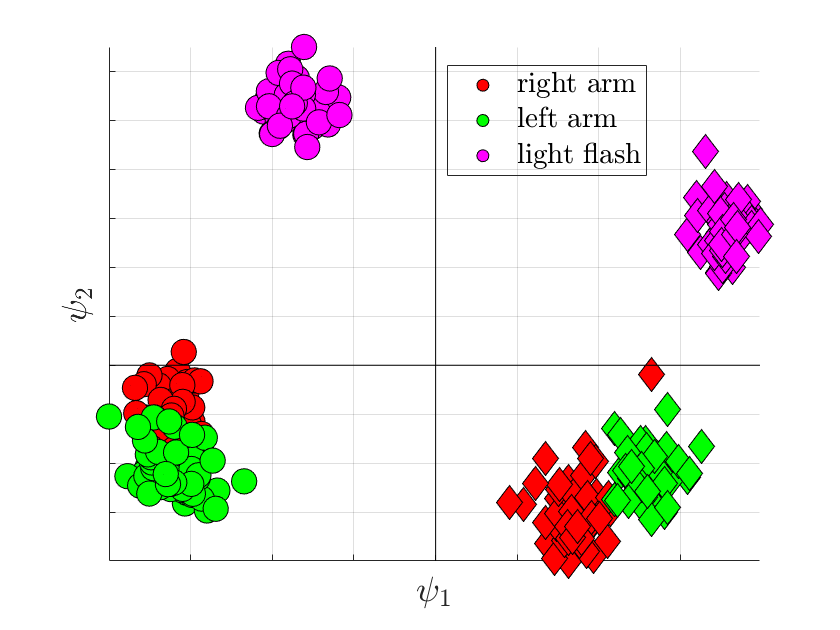 right arm
left arm
light flash
ψ₂
ψ₁